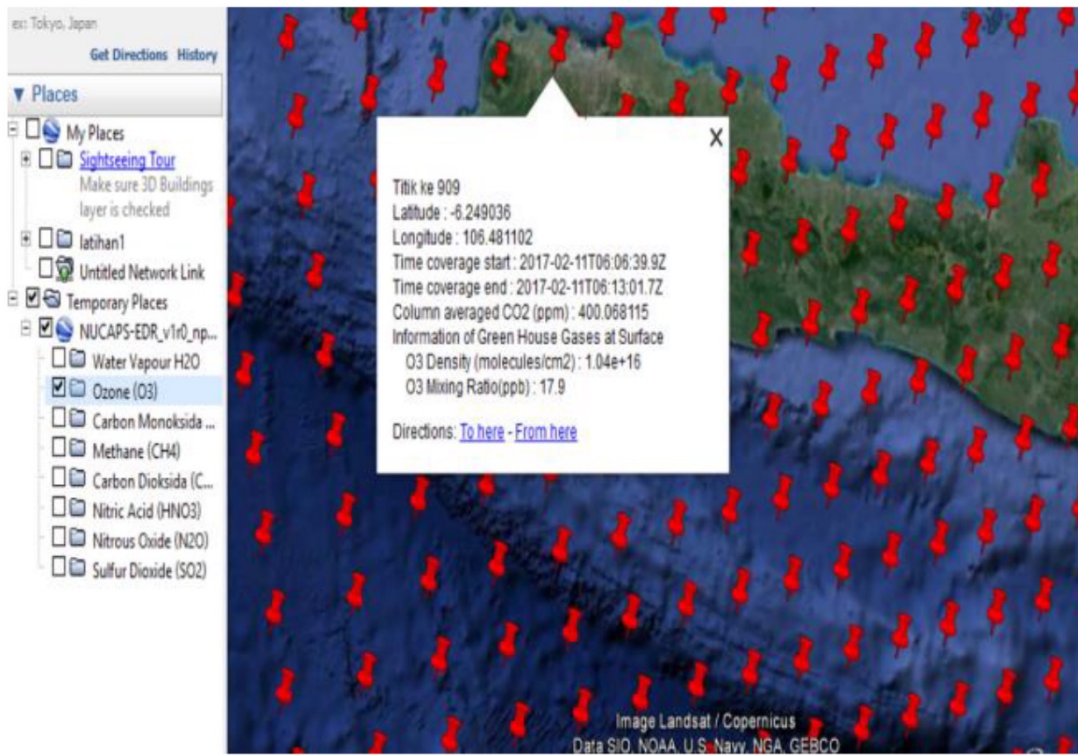 ex: Tokyo, Japan
Get Directions History
Places
My Places
Sightseeing Tour
Make sure 3D Buildings
layer is checked
latihan1
Untitled Network Link
Temporary Places
NUCAPS-EDR_v1r0_np...
Water Vapour H2O
Ozone (O3)
Carbon Monoksida ...
Methane (CH4)
Carbon Dioksida (C...
Nitric Acid (HNO3)
Nitrous Oxide (N2O)
Sulfur Dioxide (SO2)
X
Titik ke 909
Latitude : -6.249036
Longitude : 106.481102
Time coverage start : 2017-02-11T06:06:39.9Z
Time coverage end : 2017-02-11T06:13:01.7Z
Column averaged CO2 (ppm) : 400.068115
Information of Green House Gases at Surface
O3 Density (molecules/cm2) : 1.04e+16
O3 Mixing Ratio(ppb) : 17.9
Directions: To here - From here
Image Landsat / Copernicus
Data SIO, NOAA, U.S. Navy, NGA, GEBCO